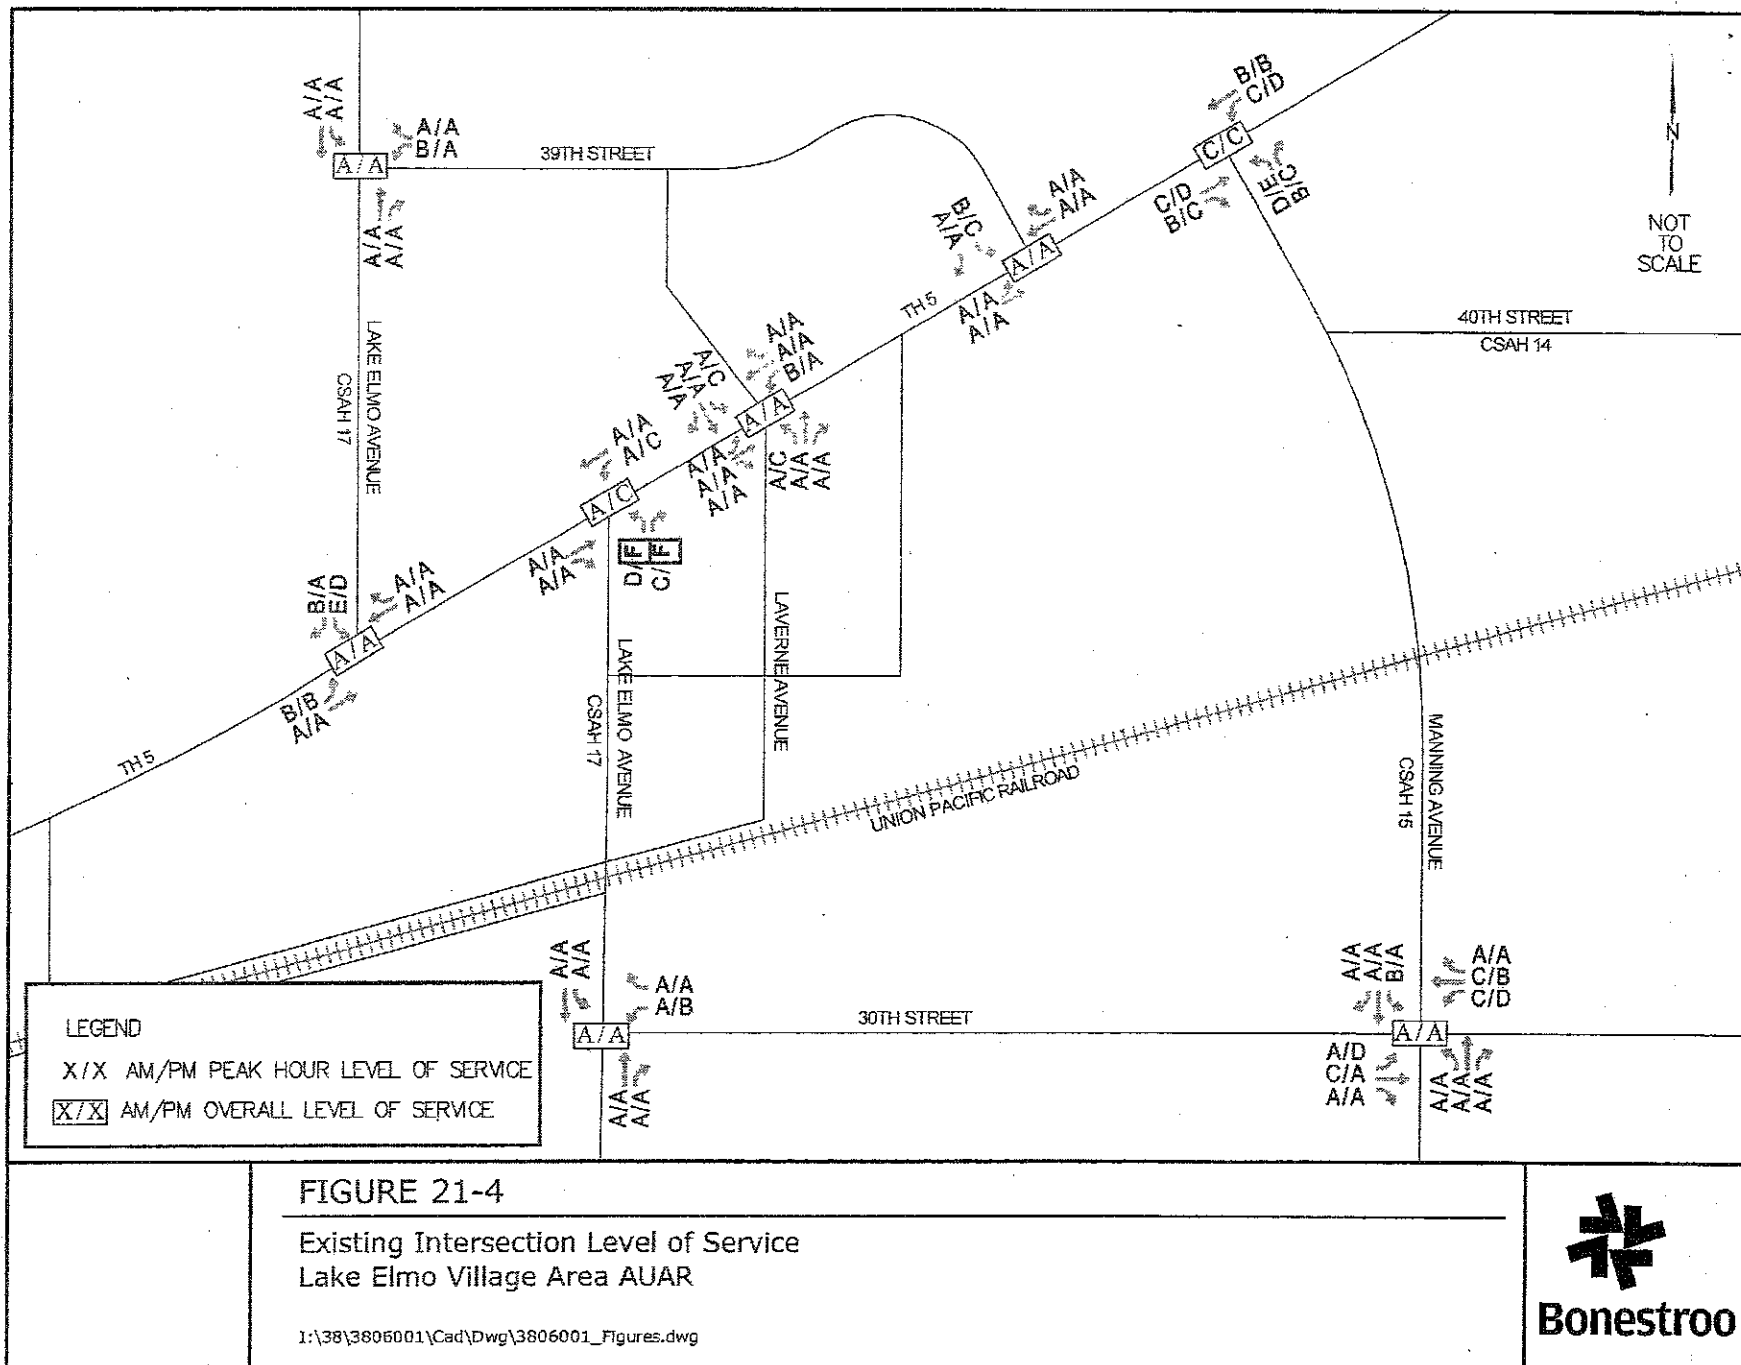 B/B
C/D
A/A
A/A
A/A
B/A
39TH STREET
A/A
C/C
N
D/E
B/C
C/D
B/C
A/A
A/A
B/C
A/A
A/A
NOT
TO
SCALE
A/A
A/A
TH 5
A/A
A/A
40TH STREET
CSAH 14
LAKE ELMO AVENUE
CSAH 17
A/A
A/A
B/A
A/C
A/A
A/A
A/A
A/A
A/C
A/A
A/A
A/A
A/C
A/A
A/A
A/C
A/A
A/A
D/F
C/F
B/A
E/D
A/A
A/A
A/A
B/B
A/A
TH 5
LAKE ELMO AVENUE
CSAH 17
LAVERNE AVENUE
UNION PACIFIC RAILROAD
MANNING AVENUE
CSAH 15
A/A
A/A
A/A
A/B
A/A
A/A
A/A
30TH STREET
A/A
A/A
B/A
A/A
C/B
C/D
A/A
A/D
C/A
A/A
A/A
A/A
A/A
LEGEND
X/X AM/PM PEAK HOUR LEVEL OF SERVICE
X/X AM/PM OVERALL LEVEL OF SERVICE
FIGURE 21-4
Existing Intersection Level of Service
Lake Elmo Village Area AUAR
I:\38\3806001\Cad\Dwg\3806001_Figures.dwg
Bonestroo